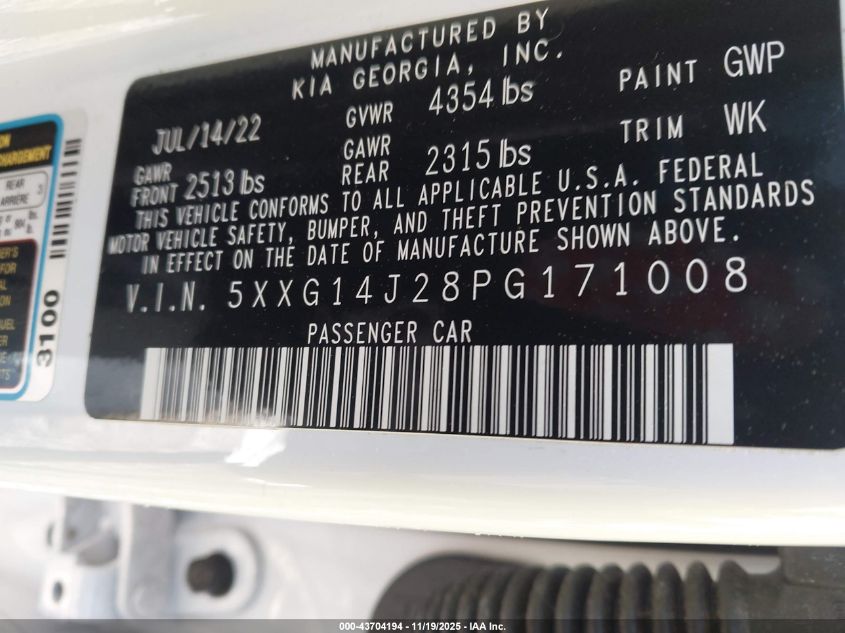 MANUFACTURED BY
KIA GEORGIA, INC.
JUL/14/22 GVWR 4354 lbs PAINT GWP
GAWR FRONT 2513 lbs GAWR REAR 2315 lbs TRIM WK
THIS VEHICLE CONFORMS TO ALL APPLICABLE U.S.A. FEDERAL
MOTOR VEHICLE SAFETY, BUMPER, AND THEFT PREVENTION STANDARDS
IN EFFECT ON THE DATE OF MANUFACTURE SHOWN ABOVE.
V.I.N. 5XXG14J28PG171008
PASSENGER CAR
REAR 3
ARRIERE
3100
000-43704194 - 11/19/2025 - IAA Inc.